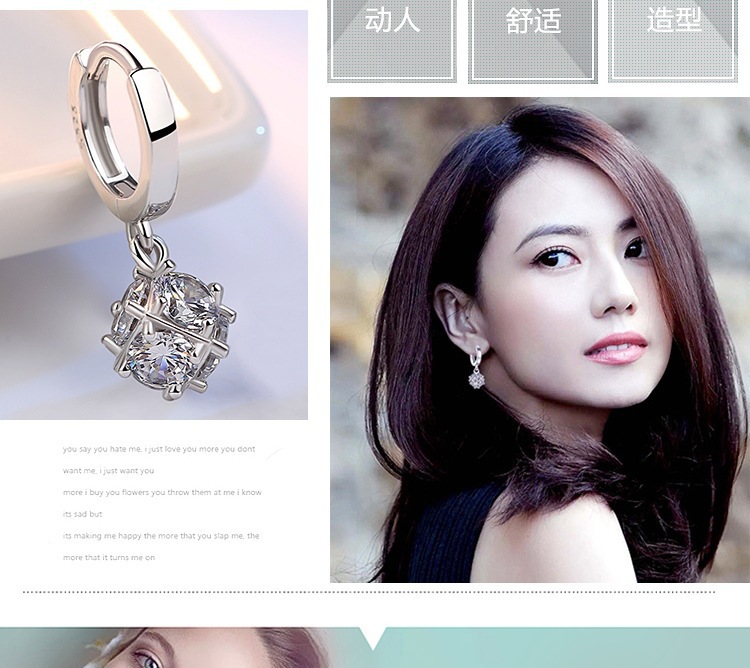 动人
舒适
造型
you say you hate me, i just love you more you dont
want me, i just want you
more i buy you flowers you throw them at me i know
its sad but
its making me happy the more that you slap me, the
more that it turns me on